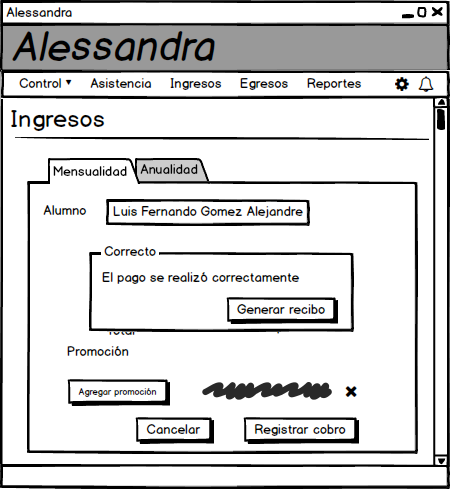 Alessandra
Alessandra
Control Asistencia Ingresos Egresos Reportes
Ingresos
Mensualidad Anualidad
Alumno Luis Fernando Gomez Alejandre
Correcto
El pago se realizó correctamente
Generar recibo
Total
Promoción
Agregar promoción
Cancelar Registrar cobro